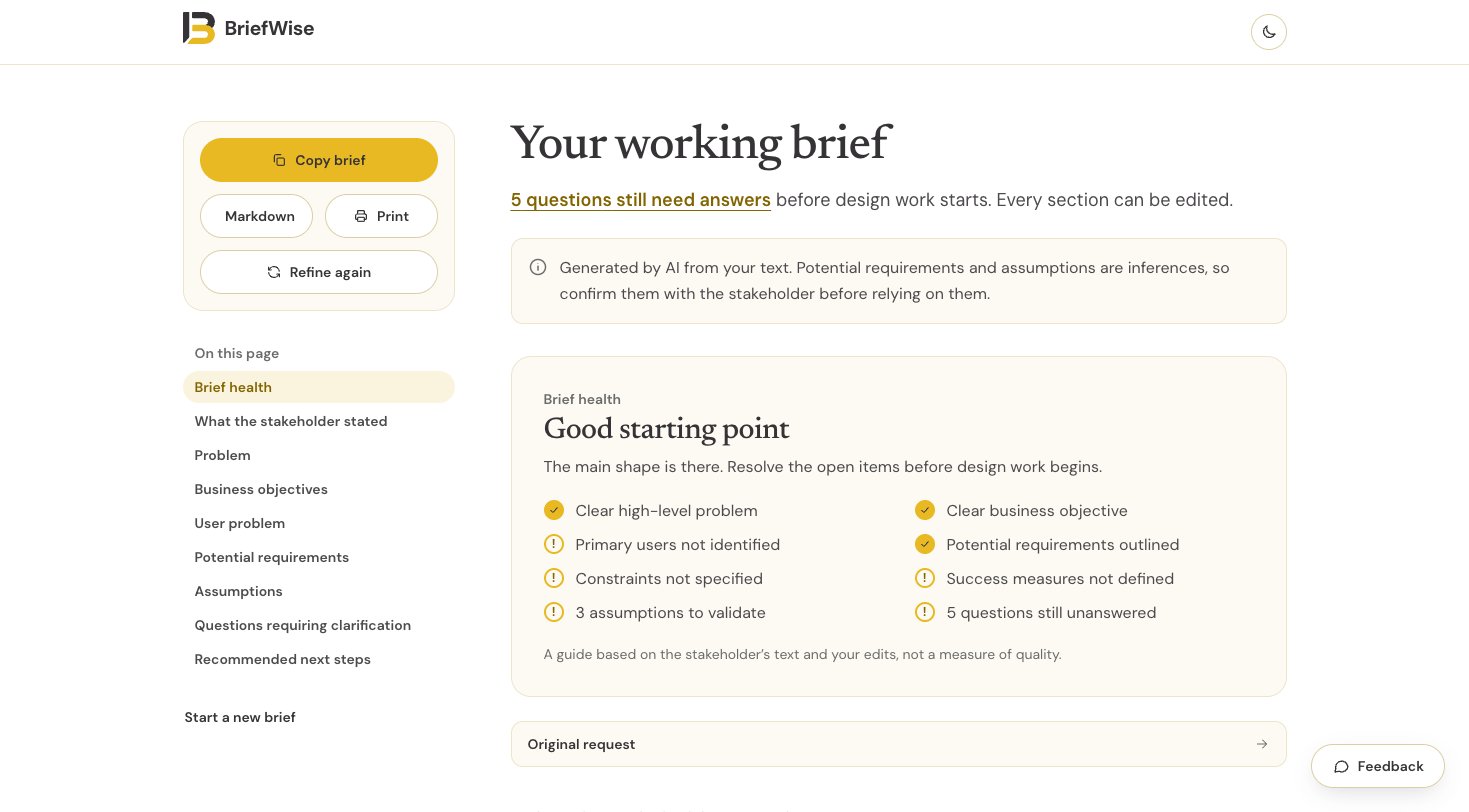 BriefWise
Copy brief
Markdown
Print
Refine again
On this page
Brief health
What the stakeholder stated
Problem
Business objectives
User problem
Potential requirements
Assumptions
Questions requiring clarification
Recommended next steps
Start a new brief
Your working brief
5 questions still need answers before design work starts. Every section can be edited.
Generated by AI from your text. Potential requirements and assumptions are inferences, so
confirm them with the stakeholder before relying on them.
Brief health
Good starting point
The main shape is there. Resolve the open items before design work begins.
Clear high-level problem
Clear business objective
Primary users not identified
Potential requirements outlined
Constraints not specified
Success measures not defined
3 assumptions to validate
5 questions still unanswered
A guide based on the stakeholder’s text and your edits, not a measure of quality.
Original request
Feedback